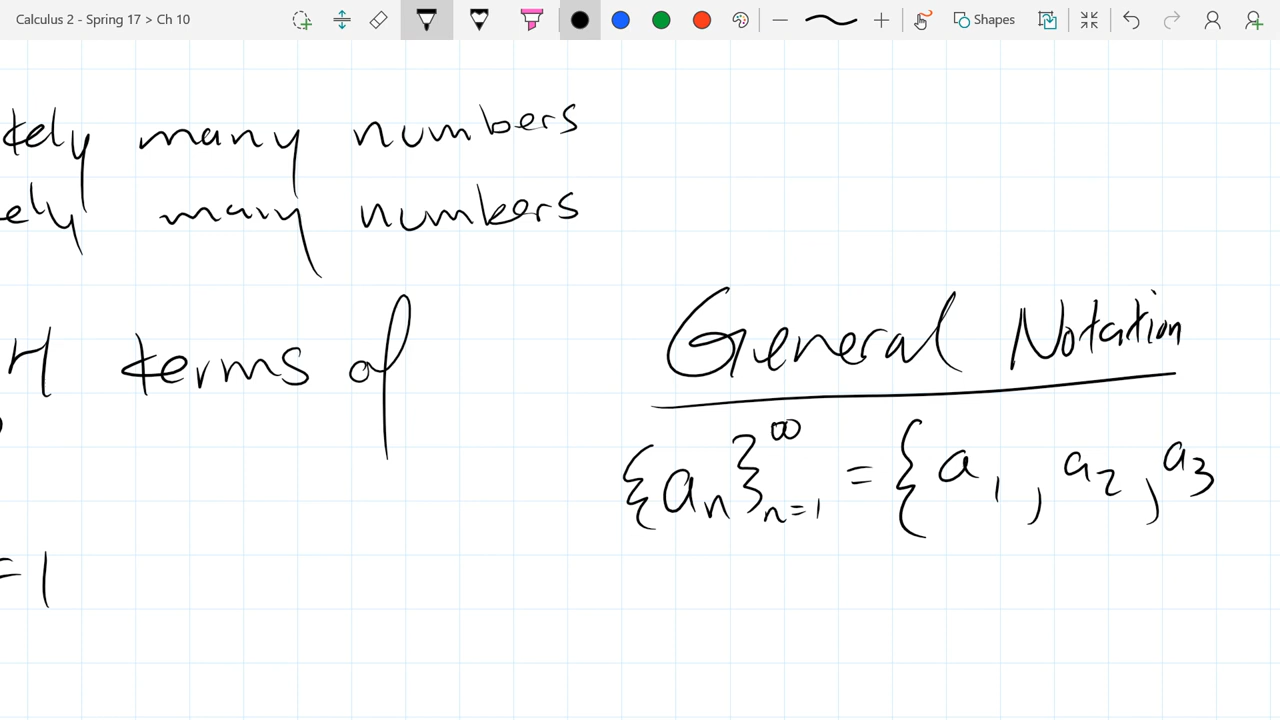 Calculus 2 - Spring 17 > Ch 10
Shapes
many numbers
many numbers
terms of
= 1
General Notation
{a_n}_{n=1}^∞ = {a_1, a_2, a_3